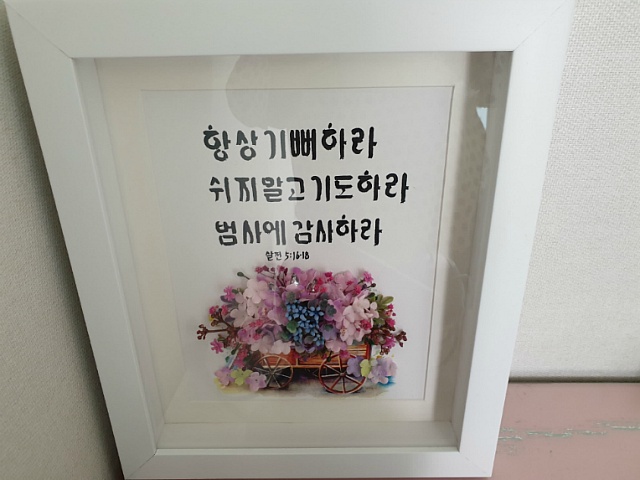 항상기뻐하라
쉬지말고기도하라
범사에 감사하라
살전 5:16-18